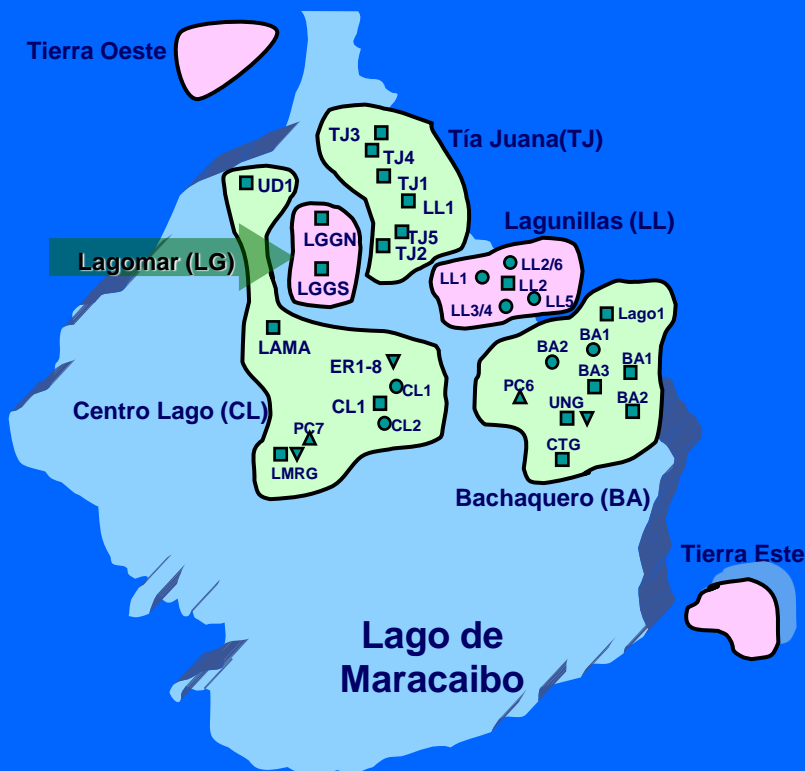 Tierra Oeste
TJ3
Tía Juana(TJ)
TJ4
TJ1
UD1
LL1
Lagunillas (LL)
LGGN
TJ5
TJ2
Lagomar (LG)
LL2/6
LL1
LL2
LGGS
LL5
LL3/4
Lago1
BA1
LAMA
BA2
ER1-8
BA1
BA3
PC6
CL1
BA2
Centro Lago (CL)
CL1
UNG
CL2
PC7
CTG
LMRG
Bachaquero (BA)
Tierra Este
Lago de
Maracaibo